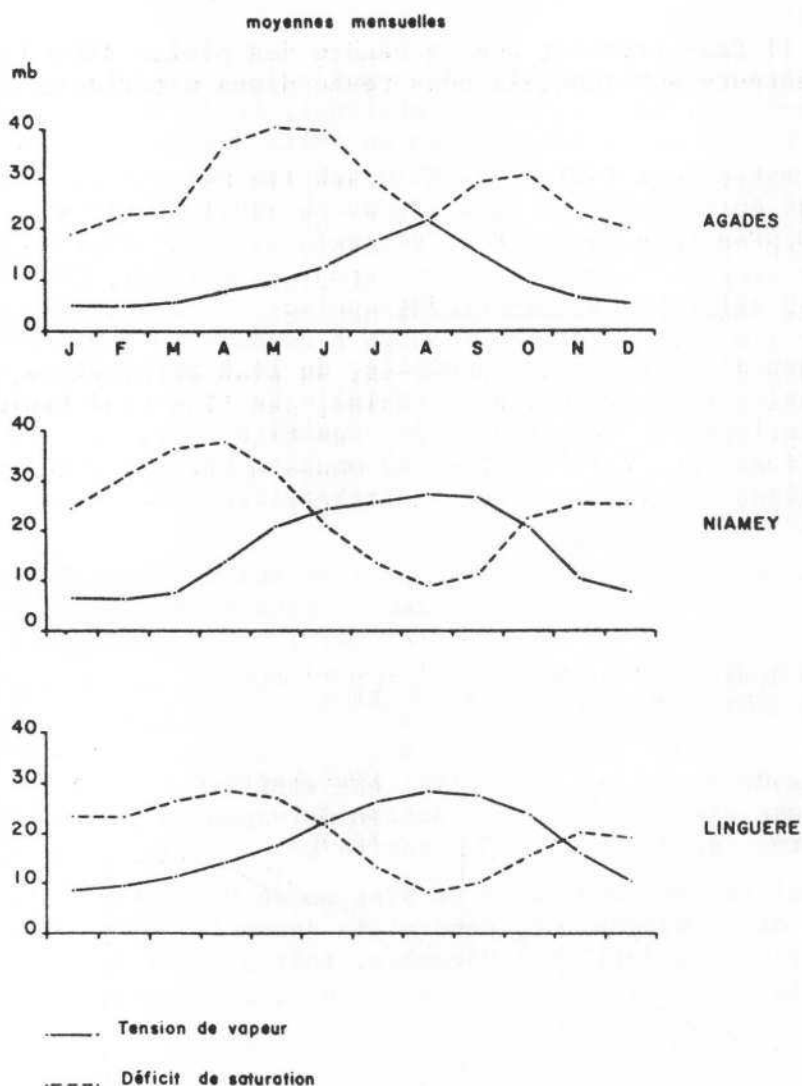 moyennes mensuelles
mb
40
30
20
10
0
J F M A M J J A S O N D
AGADES
40
30
20
10
0
NIAMEY
40
30
20
10
0
LINGUERE
Tension de vapeur
Déficit de saturation